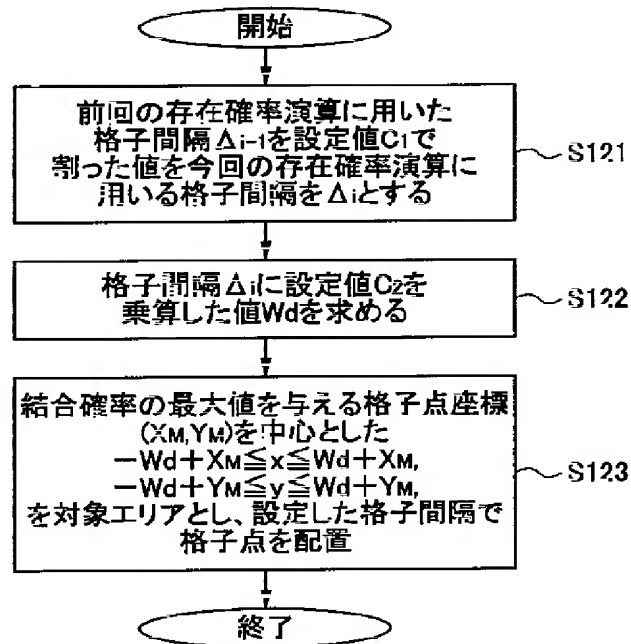 開始
前回の存在確率演算に用いた
格子間隔Δi-1を設定値C1で
割った値を今回の存在確率演算に
用いる格子間隔をΔiとする
S121
格子間隔Δiに設定値C2を
乗算した値Wdを求める
S122
結合確率の最大値を与える格子点座標
(XM,YM)を中心とした
－Wd＋XM≦x≦Wd＋XM,
－Wd＋YM≦y≦Wd＋YM,
を対象エリアとし、設定した格子間隔で
格子点を配置
S123
終了